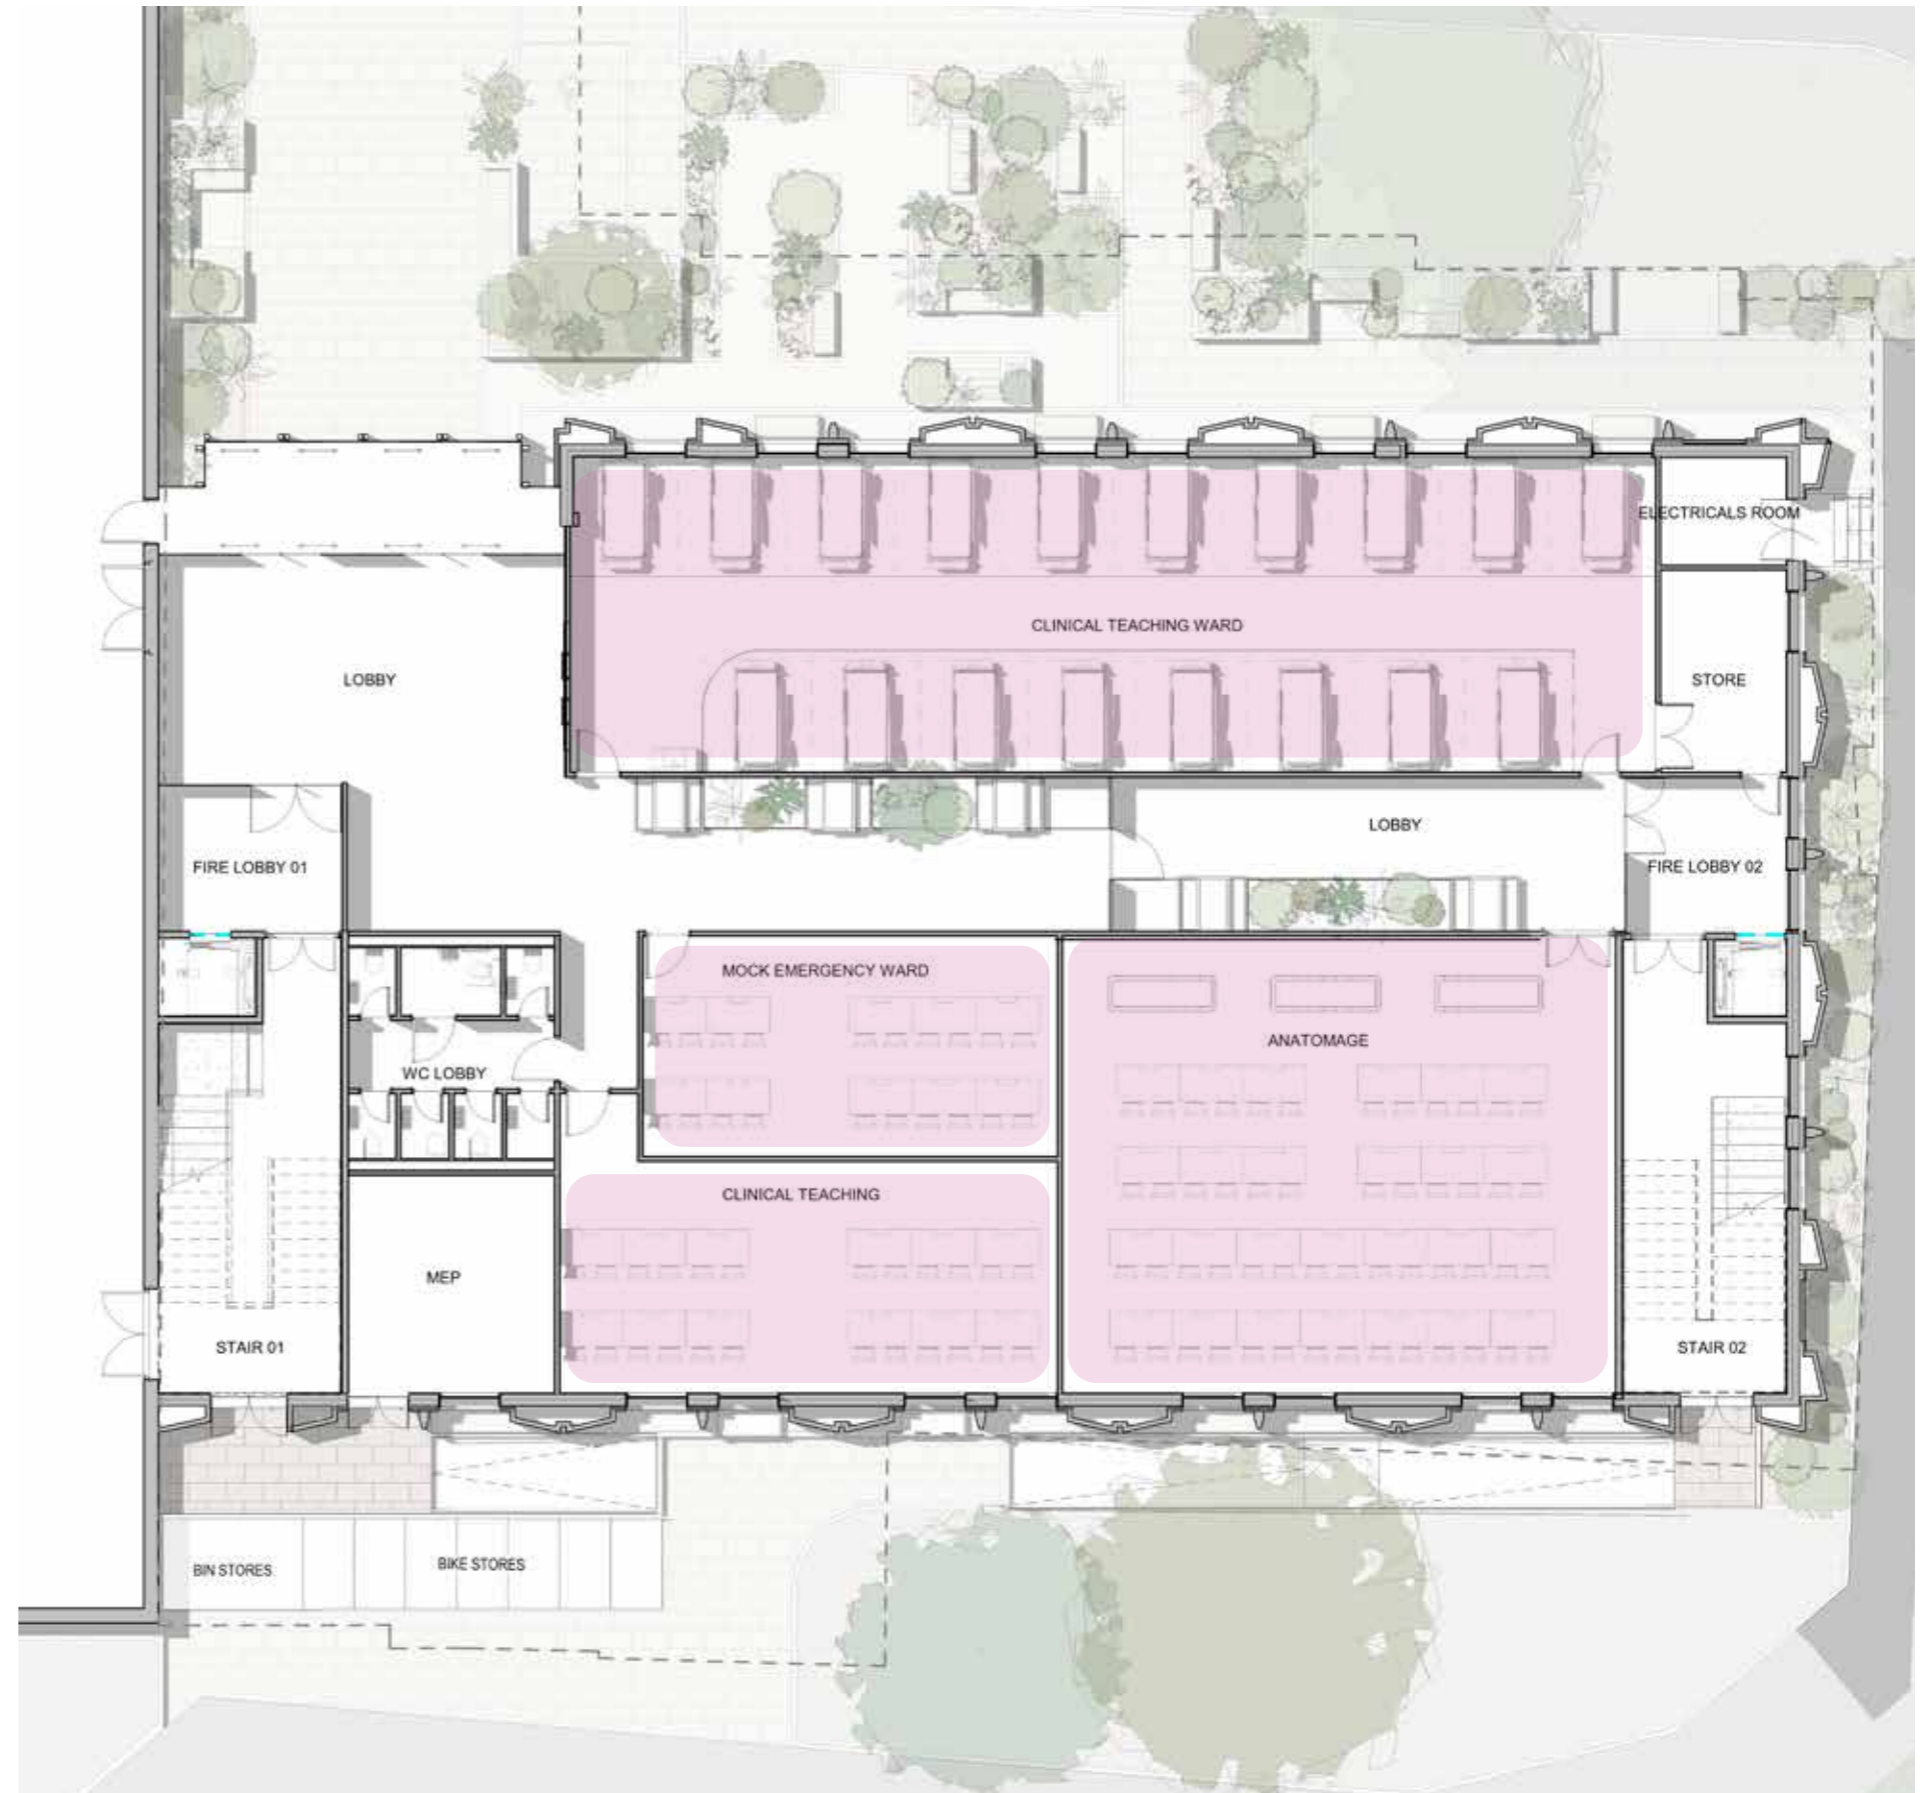 ELECTRICALS ROOM
CLINICAL TEACHING WARD
LOBBY
STORE
LOBBY
FIRE LOBBY 01
FIRE LOBBY 02
MOCK EMERGENCY WARD
ANATOMAGE
WC LOBBY
CLINICAL TEACHING
MEP
STAIR 01
STAIR 02
BIN STORES
BIKE STORES